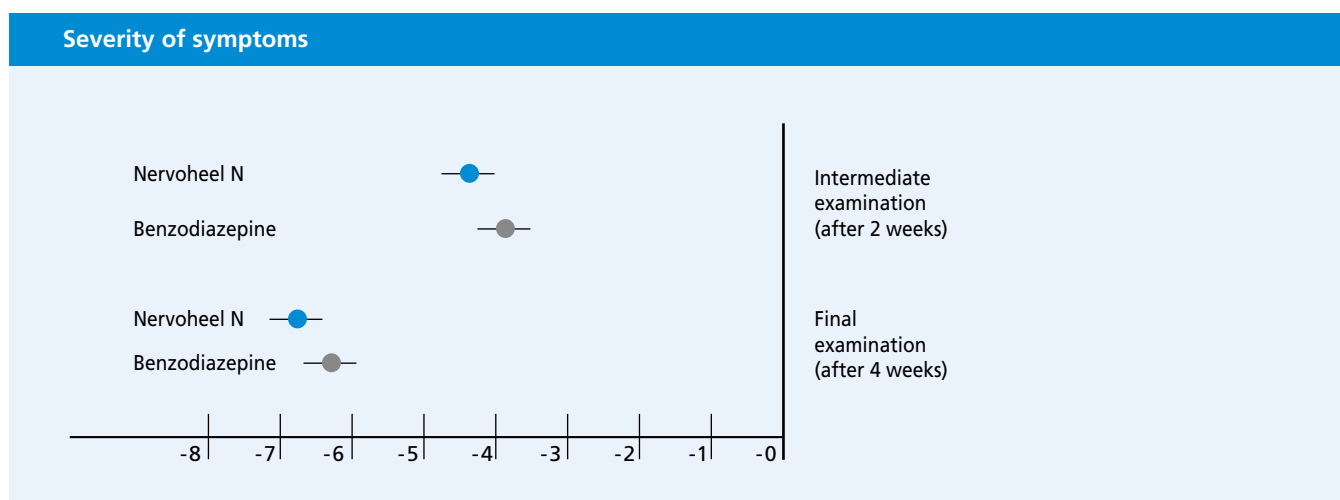 Severity of symptoms
Nervoheel N
Benzodiazepine
Intermediate
examination
(after 2 weeks)
Nervoheel N
Benzodiazepine
Final
examination
(after 4 weeks)
-8 -7 -6 -5 -4 -3 -2 -1 -0